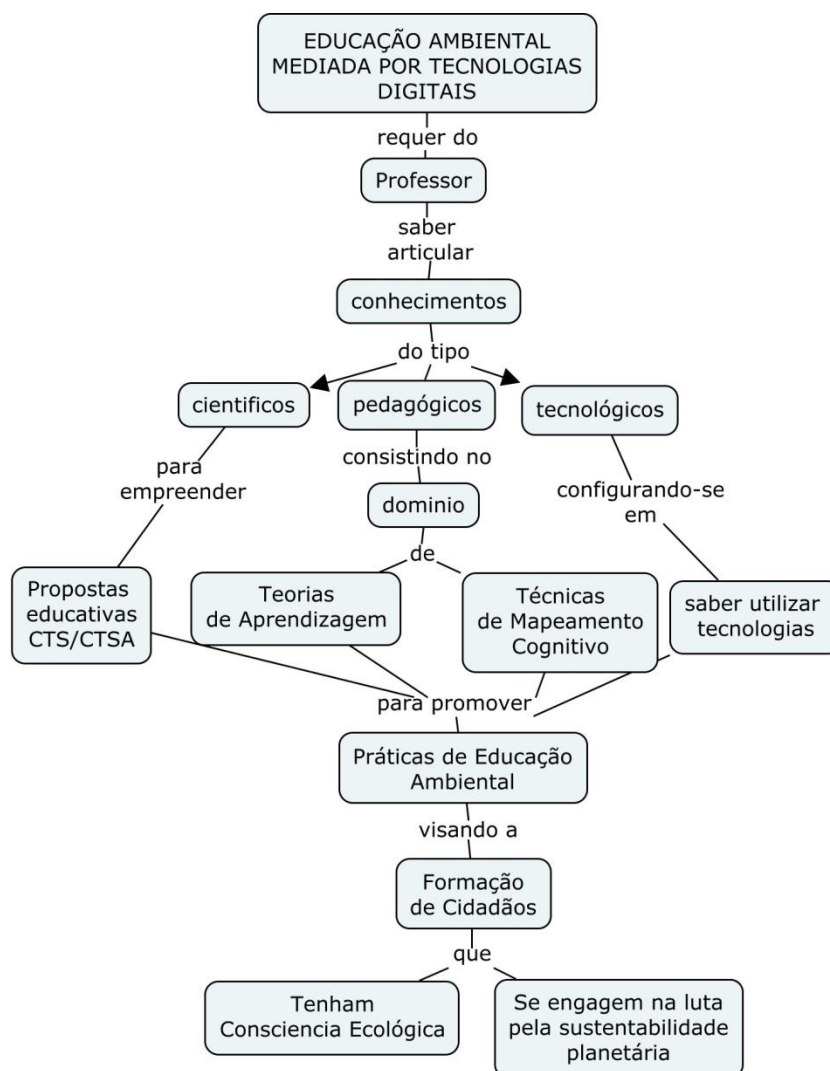 EDUCAÇÃO AMBIENTAL
MEDIADA POR TECNOLOGIAS
DIGITAIS
requer do
Professor
saber
articular
conhecimentos
do tipo
cientificos
pedagógicos
tecnológicos
para
empreender
consistindo no
configurando-se
em
dominio
de
Propostas
educativas
CTS/CTSA
Teorias
de Aprendizagem
Técnicas
de Mapeamento
Cognitivo
saber utilizar
tecnologias
para promover
Práticas de Educação
Ambiental
visando a
Formação
de Cidadãos
que
Tenham
Consciencia Ecológica
Se engagem na luta
pela sustentabilidade
planetária